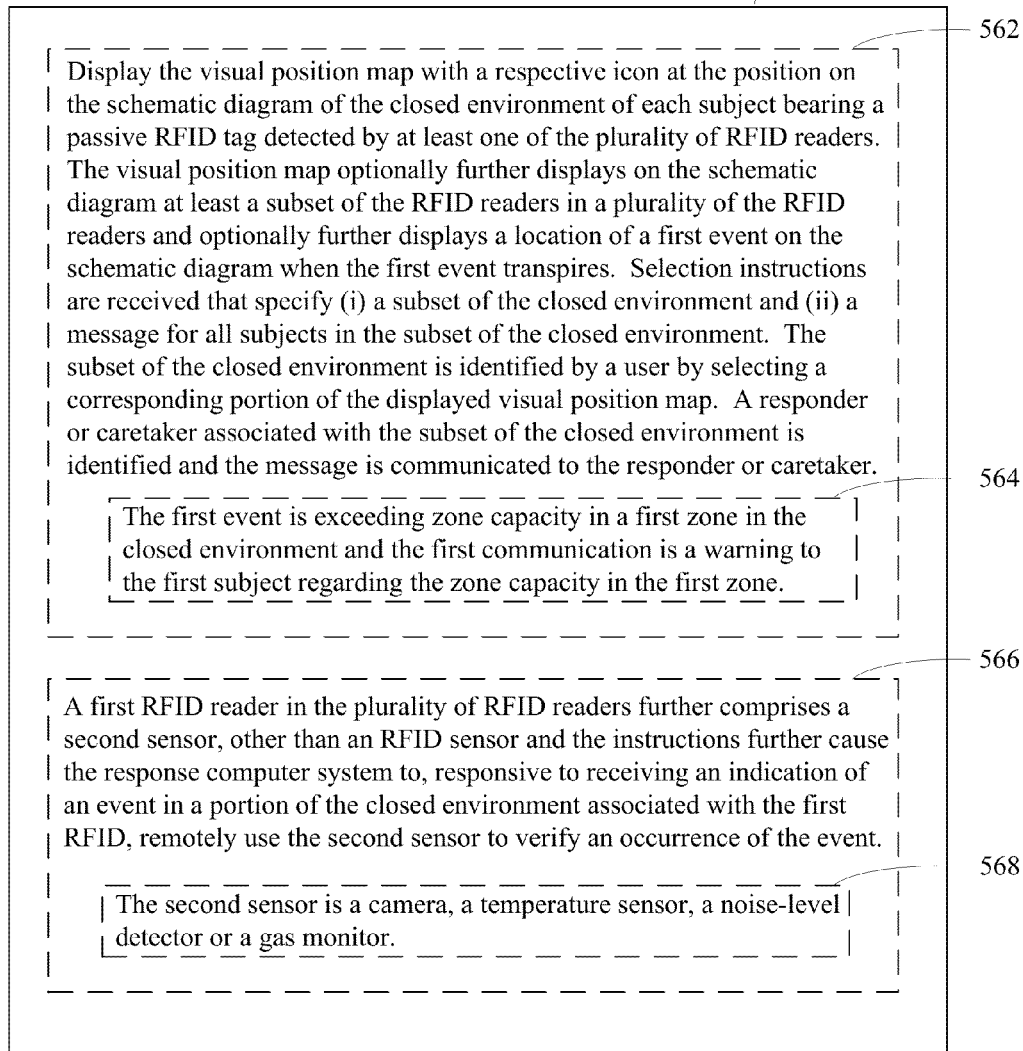 562
Display the visual position map with a respective icon at the position on
the schematic diagram of the closed environment of each subject bearing a
passive RFID tag detected by at least one of the plurality of RFID readers.
The visual position map optionally further displays on the schematic
diagram at least a subset of the RFID readers in a plurality of the RFID
readers and optionally further displays a location of a first event on the
schematic diagram when the first event transpires. Selection instructions
are received that specify (i) a subset of the closed environment and (ii) a
message for all subjects in the subset of the closed environment. The
subset of the closed environment is identified by a user by selecting a
corresponding portion of the displayed visual position map. A responder
or caretaker associated with the subset of the closed environment is
identified and the message is communicated to the responder or caretaker.
564
The first event is exceeding zone capacity in a first zone in the
closed environment and the first communication is a warning to
the first subject regarding the zone capacity in the first zone.
566
A first RFID reader in the plurality of RFID readers further comprises a
second sensor, other than an RFID sensor and the instructions further cause
the response computer system to, responsive to receiving an indication of
an event in a portion of the closed environment associated with the first
RFID, remotely use the second sensor to verify an occurrence of the event.
568
The second sensor is a camera, a temperature sensor, a noise-level
detector or a gas monitor.